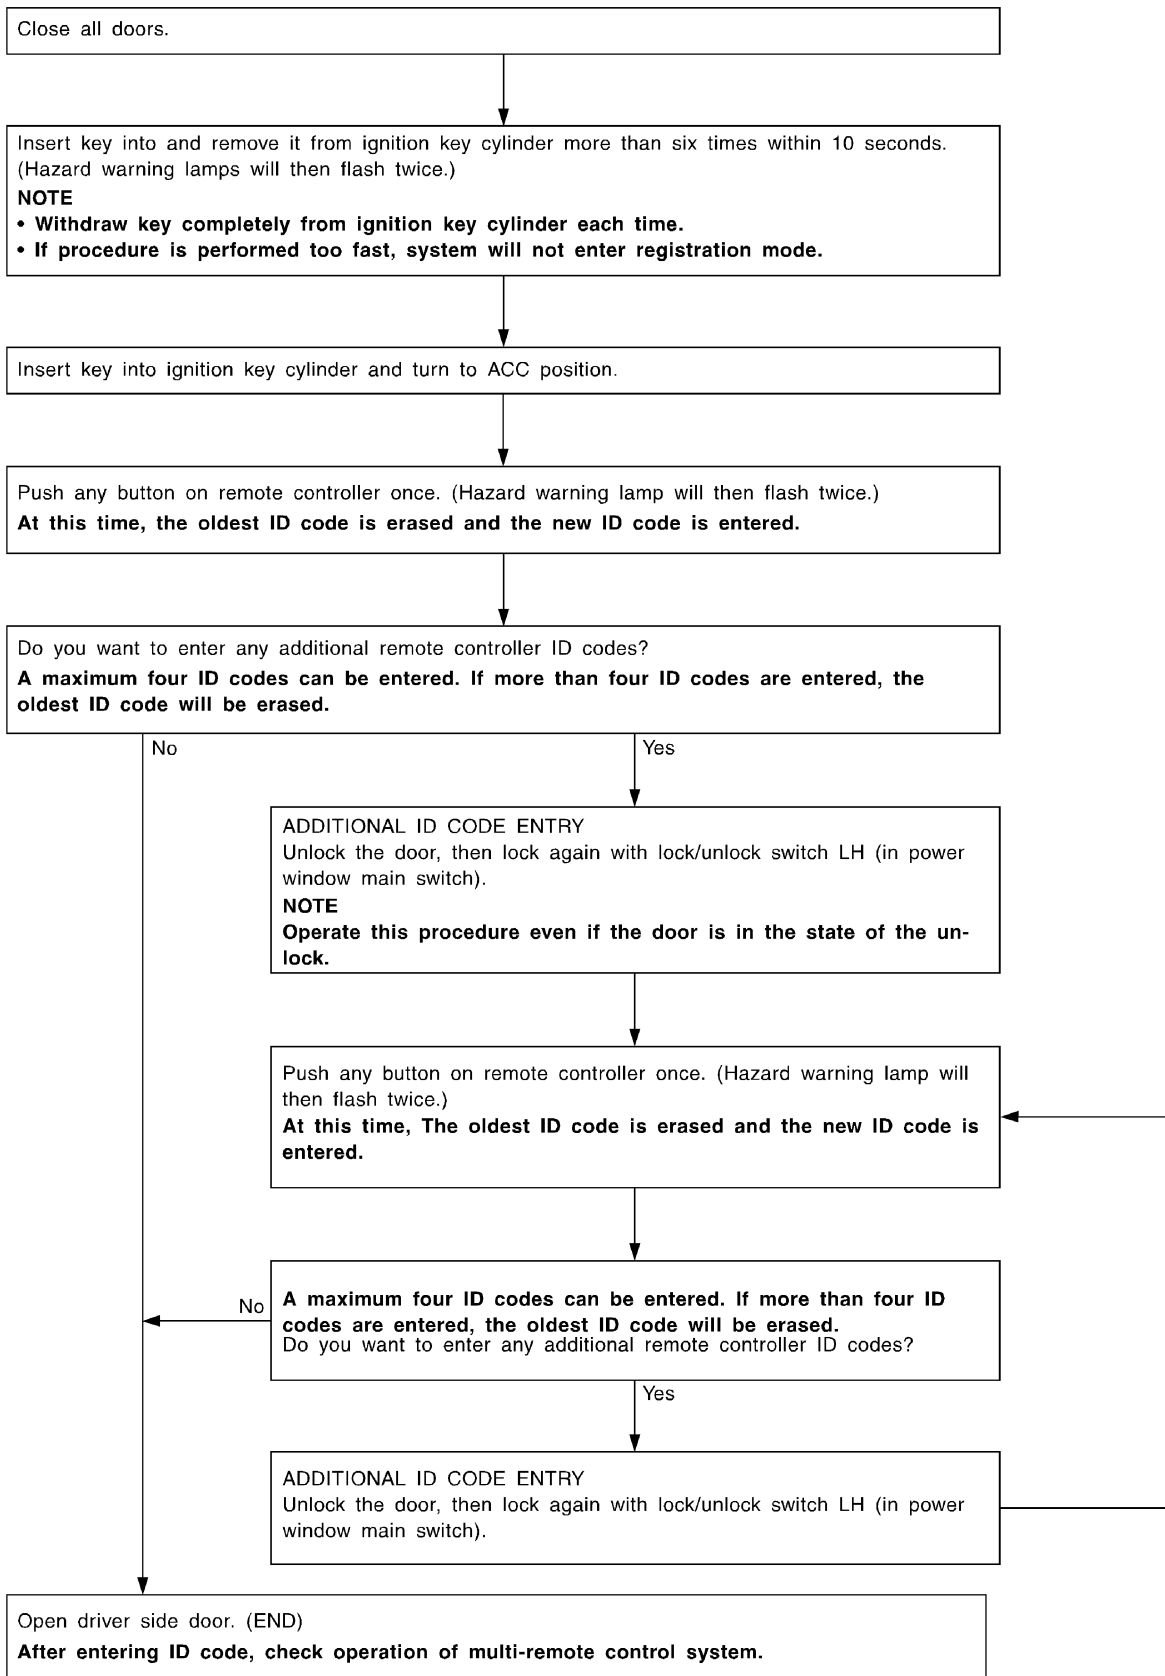 Close all doors.
Insert key into and remove it from ignition key cylinder more than six times within 10 seconds.
(Hazard warning lamps will then flash twice.)
NOTE
• Withdraw key completely from ignition key cylinder each time.
• If procedure is performed too fast, system will not enter registration mode.
Insert key into ignition key cylinder and turn to ACC position.
Push any button on remote controller once. (Hazard warning lamp will then flash twice.)
At this time, the oldest ID code is erased and the new ID code is entered.
Do you want to enter any additional remote controller ID codes?
A maximum four ID codes can be entered. If more than four ID codes are entered, the
oldest ID code will be erased.
No
Yes
ADDITIONAL ID CODE ENTRY
Unlock the door, then lock again with lock/unlock switch LH (in power
window main switch).
NOTE
Operate this procedure even if the door is in the state of the un-
lock.
Push any button on remote controller once. (Hazard warning lamp will
then flash twice.)
At this time, The oldest ID code is erased and the new ID code is
entered.
No
A maximum four ID codes can be entered. If more than four ID
codes are entered, the oldest ID code will be erased.
Do you want to enter any additional remote controller ID codes?
Yes
ADDITIONAL ID CODE ENTRY
Unlock the door, then lock again with lock/unlock switch LH (in power
window main switch).
Open driver side door. (END)
After entering ID code, check operation of multi-remote control system.